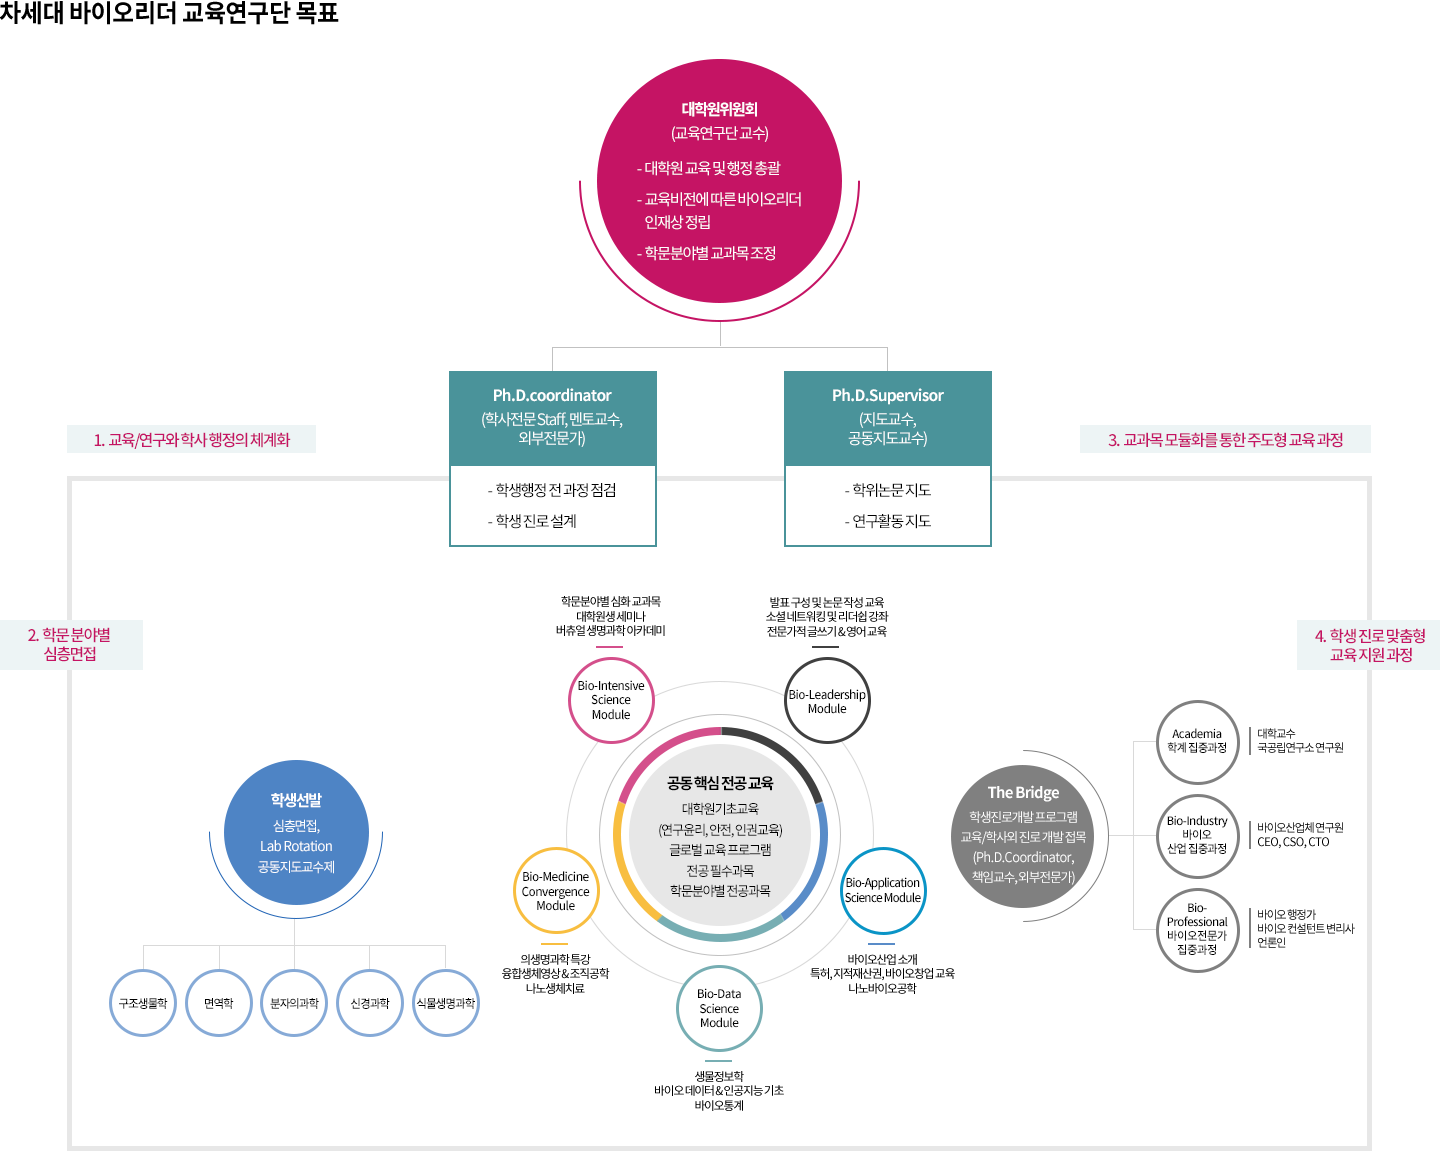 차세대 바이오리더 교육연구단 목표
대학원위원회
(교육연구단 교수)
- 대학원 교육 및 행정 총괄
- 교육비전에 따른 바이오리더
인재상 정립
- 학문분야별 교과목 조정
Ph.D.coordinator
(학사전문 Staff, 멘토교수,
외부전문가)
- 학생행정 전 과정 점검
- 학생 진로 설계
Ph.D.Supervisor
(지도교수,
공동지도교수)
- 학위논문 지도
- 연구활동 지도
1. 교육/연구와 학사 행정의 체계화
3. 교과목 모듈화를 통한 주도형 교육 과정
2. 학문 분야별
심층면접
4. 학생 진로 맞춤형
교육 지원 과정
학생선발
심층면접,
Lab Rotation
공동지도교수제
구조생물학
면역학
분자의과학
신경과학
식물생명과학
학문분야별 심화 교과목
대학원생 세미나
버츄얼 생명과학 아카데미
Bio-Intensive
Science
Module
발표 구성 및 논문 작성 교육
소셜 네트워킹 및 리더쉽 강좌
전문가적 글쓰기 & 영어 교육
Bio-Leadership
Module
공동 핵심 전공 교육
대학원기초교육
(연구윤리, 안전, 인권교육)
글로벌 교육 프로그램
전공 필수과목
학문분야별 전공과목
Bio-Medicine
Convergence
Module
의생명과학 특강
융합생체영상 & 조직공학
나노생체치료
Bio-Application
Science Module
바이오산업 소개
특허, 지적재산권, 바이오창업 교육
나노바이오공학
Bio-Data
Science
Module
생물정보학
바이오 데이터 & 인공지능 기초
바이오통계
The Bridge
학생진로개발 프로그램
교육/학사외 진로 개발 접목
(Ph.D.Coordinator,
책임교수, 외부전문가)
Academia
학계 집중과정
대학교수
국공립연구소 연구원
Bio-Industry
바이오
산업 집중과정
바이오산업체 연구원
CEO, CSO, CTO
Bio-
Professional
바이오전문가
집중과정
바이오 행정가
바이오 컨설턴트 변리사
언론인